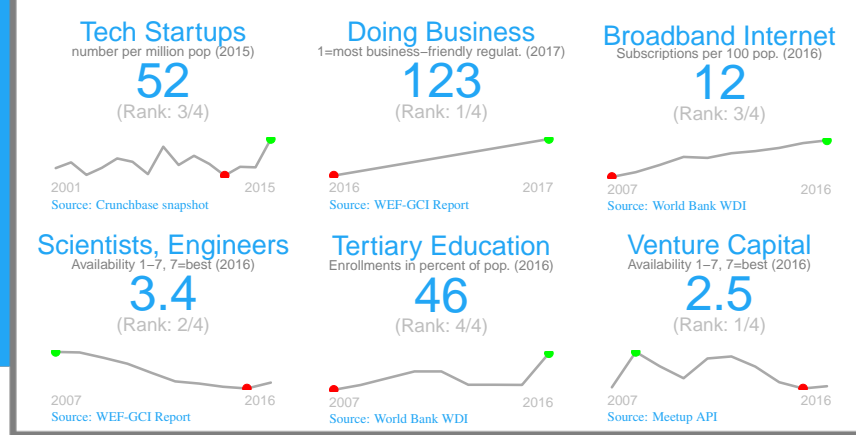 Tech Startups
number per million pop (2015)
52
(Rank: 3/4)
2001 2015
Source: Crunchbase snapshot
Doing Business
1=most business−friendly regulat. (2017)
123
(Rank: 1/4)
2016 2017
Source: WEF-GCI Report
Broadband Internet
Subscriptions per 100 pop. (2016)
12
(Rank: 3/4)
2007 2016
Source: World Bank WDI
Scientists, Engineers
Availability 1−7, 7=best (2016)
3.4
(Rank: 2/4)
2007 2016
Source: WEF-GCI Report
Tertiary Education
Enrollments in percent of pop. (2016)
46
(Rank: 4/4)
2007 2016
Source: World Bank WDI
Venture Capital
Availability 1−7, 7=best (2016)
2.5
(Rank: 1/4)
2007 2016
Source: Meetup API